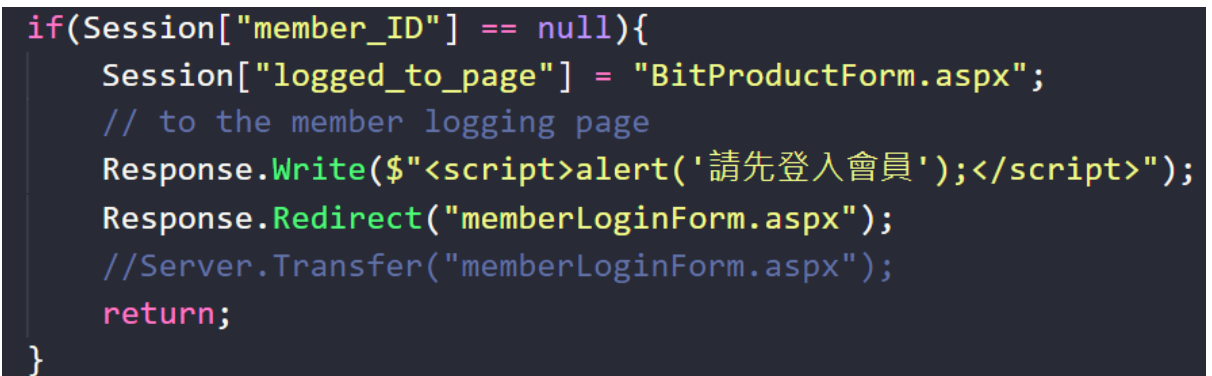 if(Session["member_ID"] == null){
    Session["logged_to_page"] = "BitProductForm.aspx";
    // to the member logging page
    Response.Write($"<script>alert('請先登入會員');</script>");
    Response.Redirect("memberLoginForm.aspx");
    //Server.Transfer("memberLoginForm.aspx");
    return;
}